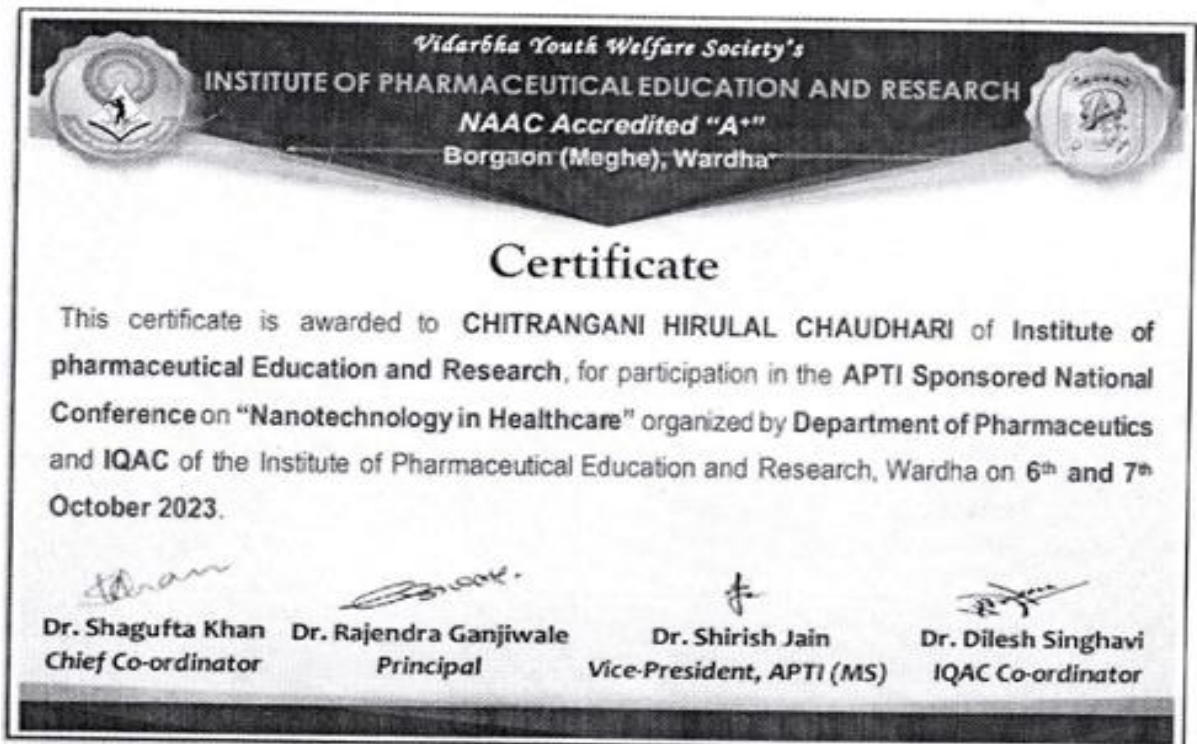 Vidarbha Youth Welfare Society's
INSTITUTE OF PHARMACEUTICAL EDUCATION AND RESEARCH
NAAC Accredited “A+”
Borgaon (Meghe), Wardha
Certificate
This certificate is awarded to CHITRANGANI HIRULAL CHAUDHARI of Institute of
pharmaceutical Education and Research, for participation in the APTI Sponsored National
Conference on “Nanotechnology in Healthcare” organized by Department of Pharmaceutics
and IQAC of the Institute of Pharmaceutical Education and Research, Wardha on 6th and 7th
October 2023.
Dr. Shagufta Khan Dr. Rajendra Ganjiwale Dr. Shirish Jain Dr. Dilesh Singhavi
Chief Co-ordinator Principal Vice-President, APTI (MS) IQAC Co-ordinator